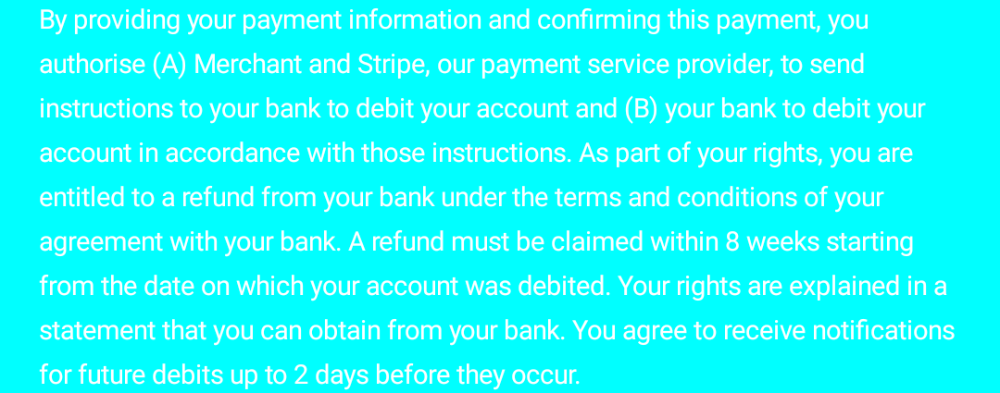 By providing your payment information and confirming this payment, you
authorise (A) Merchant and Stripe, our payment service provider, to send
instructions to your bank to debit your account and (B) your bank to debit your
account in accordance with those instructions. As part of your rights, you are
entitled to a refund from your bank under the terms and conditions of your
agreement with your bank. A refund must be claimed within 8 weeks starting
from the date on which your account was debited. Your rights are explained in a
statement that you can obtain from your bank. You agree to receive notifications
for future debits up to 2 days before they occur.